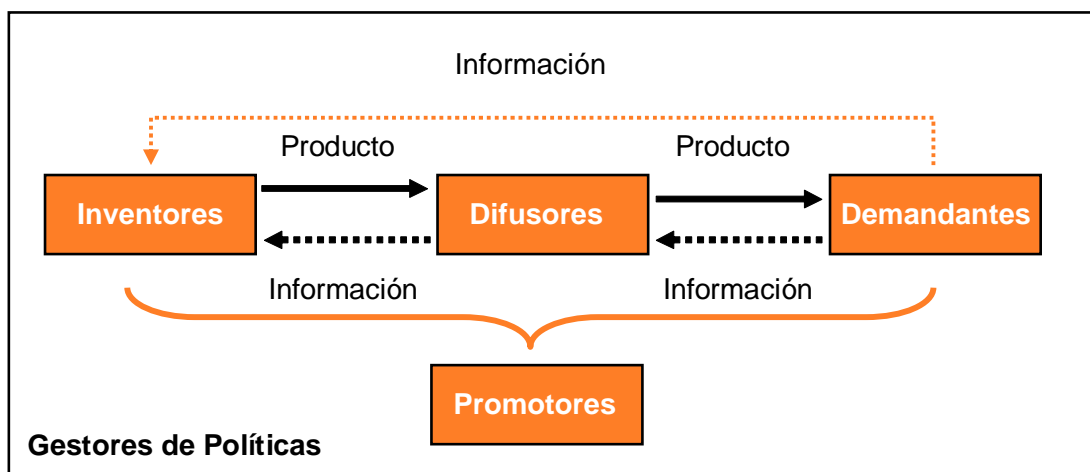 Información
Producto
Producto
Inventores
Difusores
Demandantes
Información
Información
Promotores
Gestores de Políticas